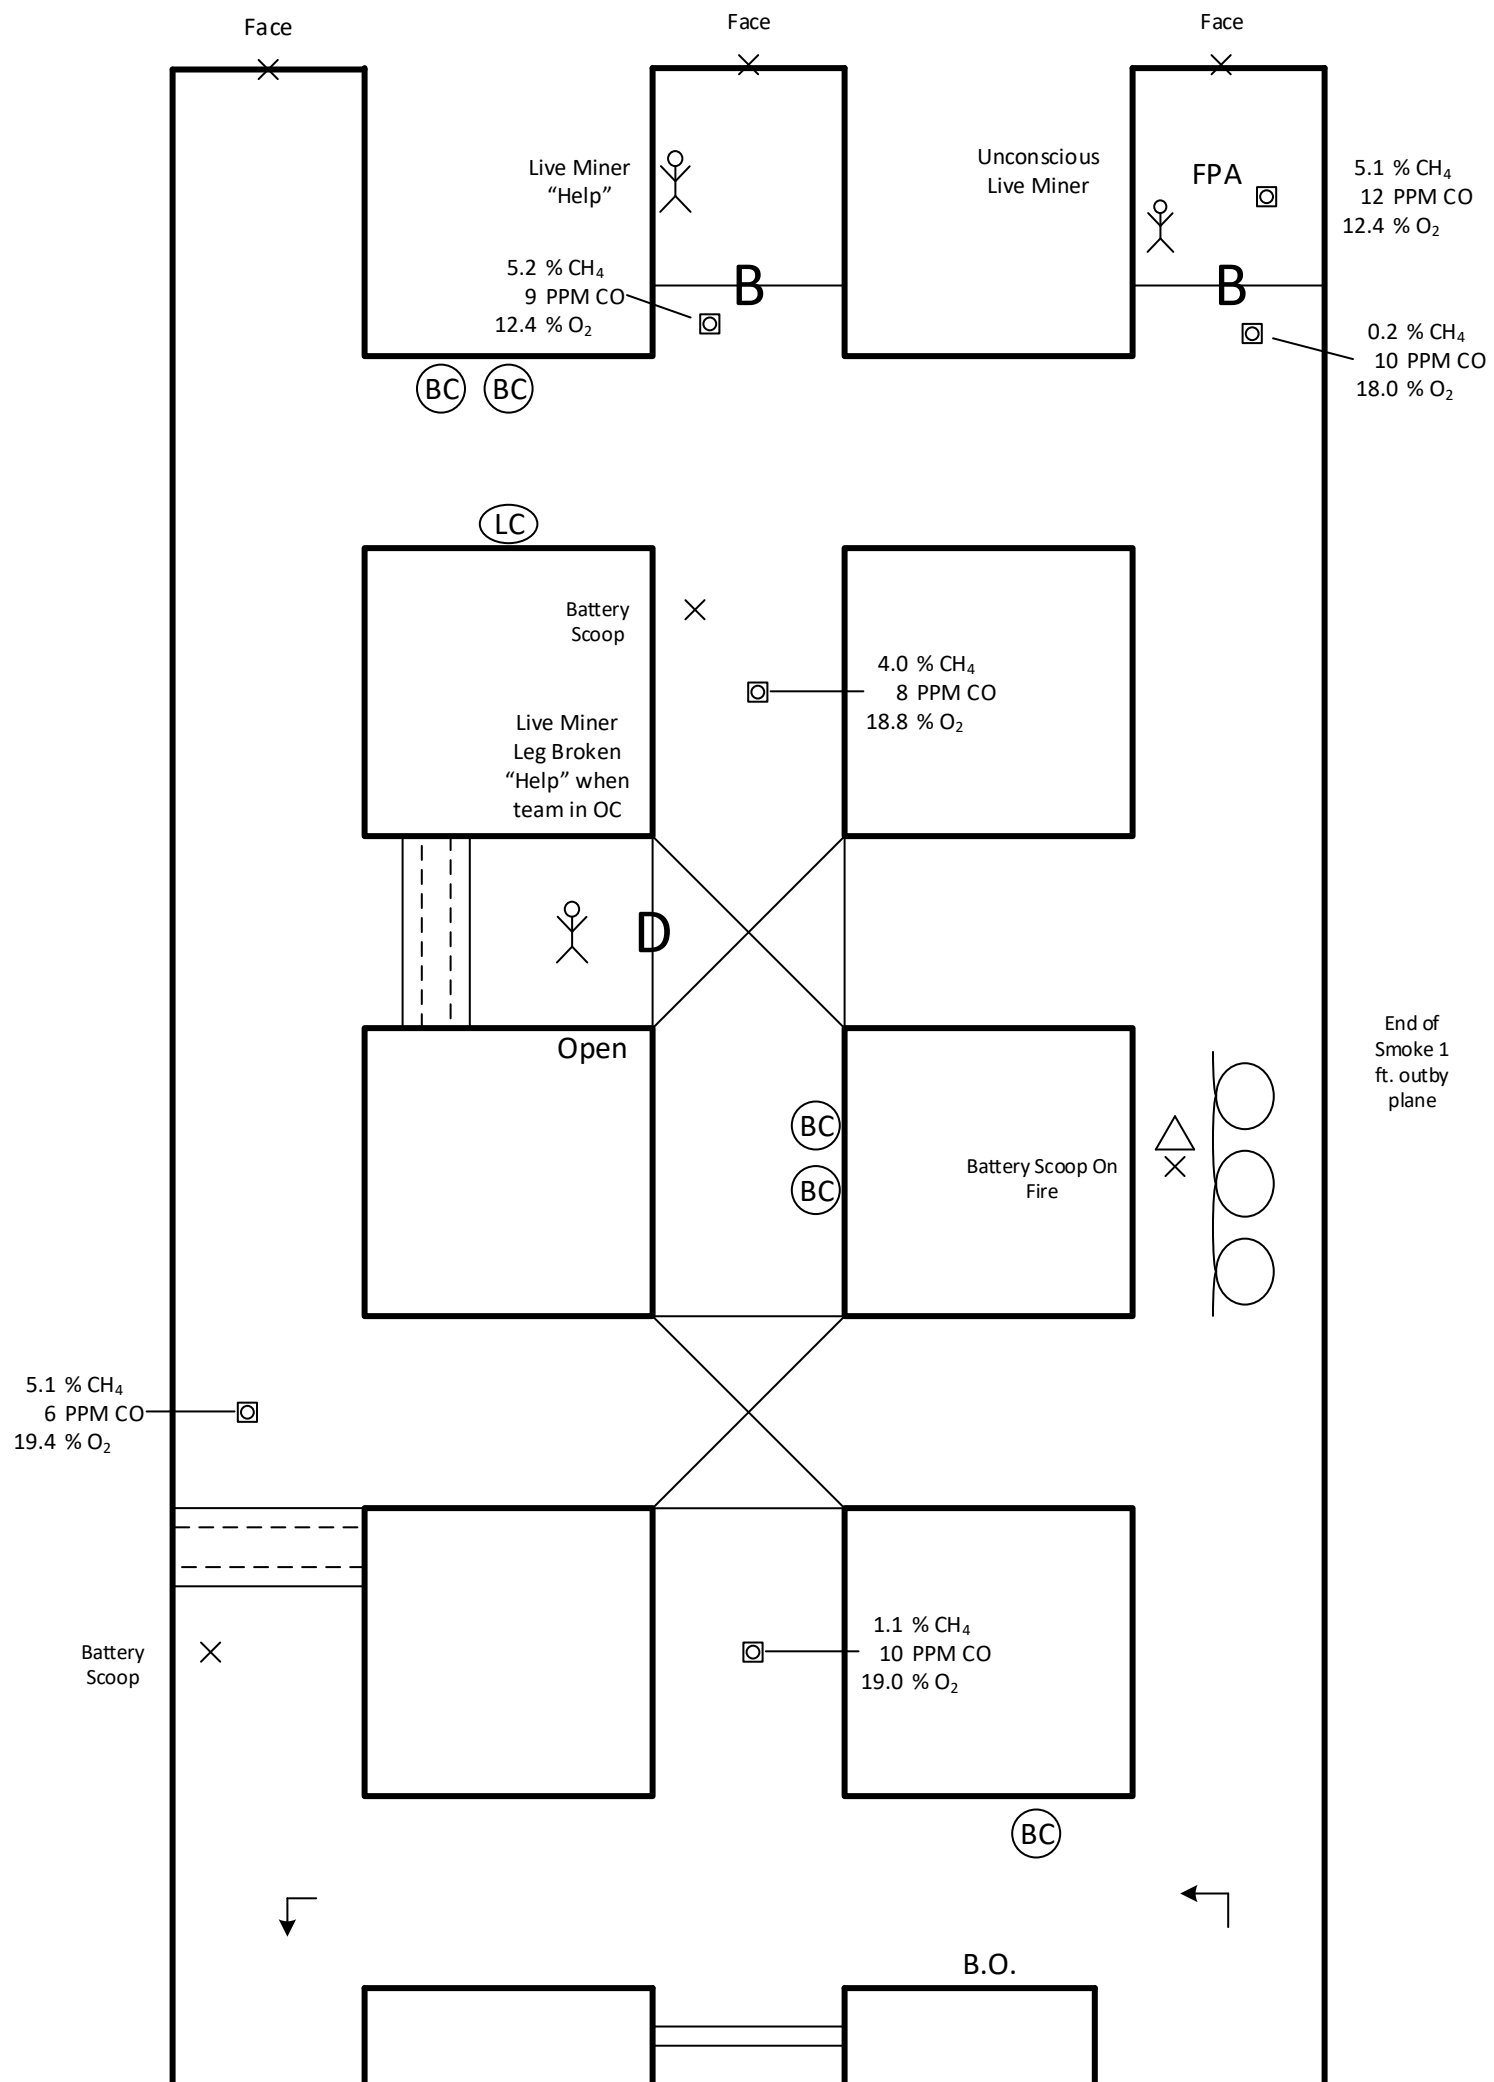 Face
Face
Face
Live Miner
“Help”
Unconscious
Live Miner
FPA
5.1 % CH₄
12 PPM CO
12.4 % O₂
5.2 % CH₄
9 PPM CO
12.4 % O₂
B
B
0.2 % CH₄
10 PPM CO
18.0 % O₂
BC
BC
LC
Battery
Scoop
4.0 % CH₄
8 PPM CO
18.8 % O₂
Live Miner
Leg Broken
“Help” when
team in OC
D
Open
End of
Smoke 1
ft. outby
plane
BC
BC
Battery Scoop On
Fire
5.1 % CH₄
6 PPM CO
19.4 % O₂
Battery
Scoop
1.1 % CH₄
10 PPM CO
19.0 % O₂
BC
B.O.